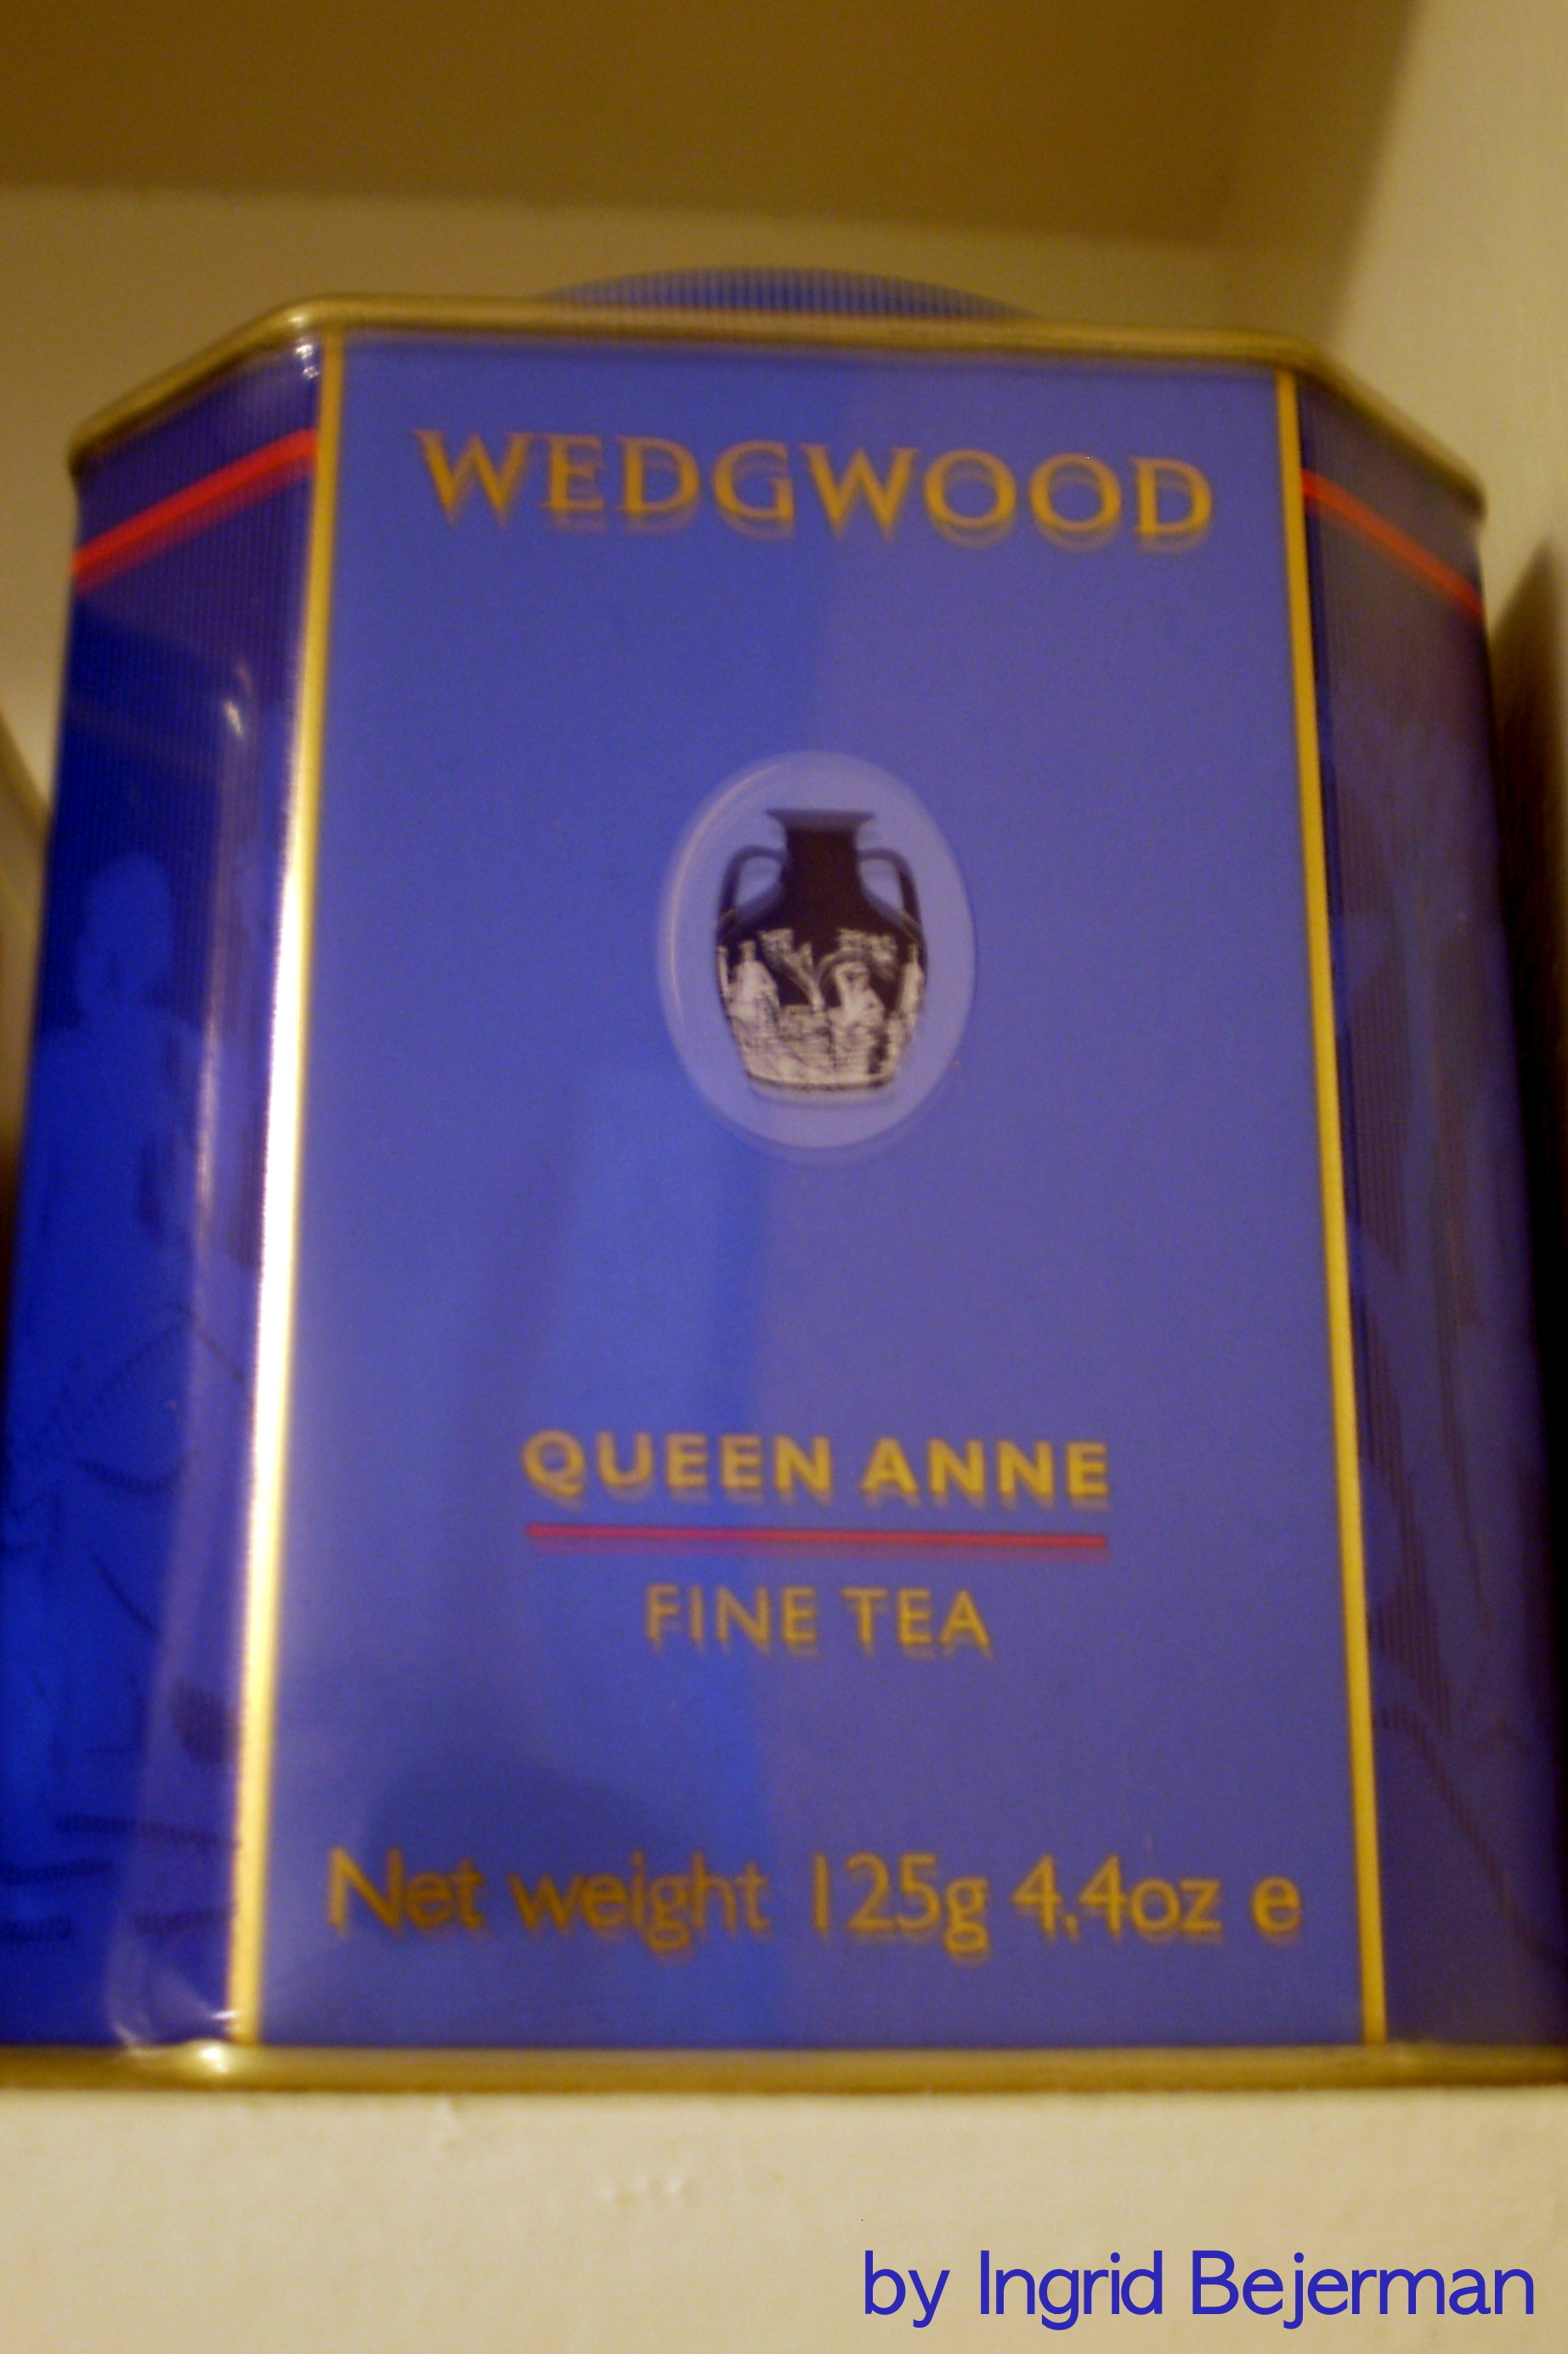 WEDGWOOD
QUEEN ANNE
FINE TEA
Net weight 125g 4.4oz e
by Ingrid Bejerman